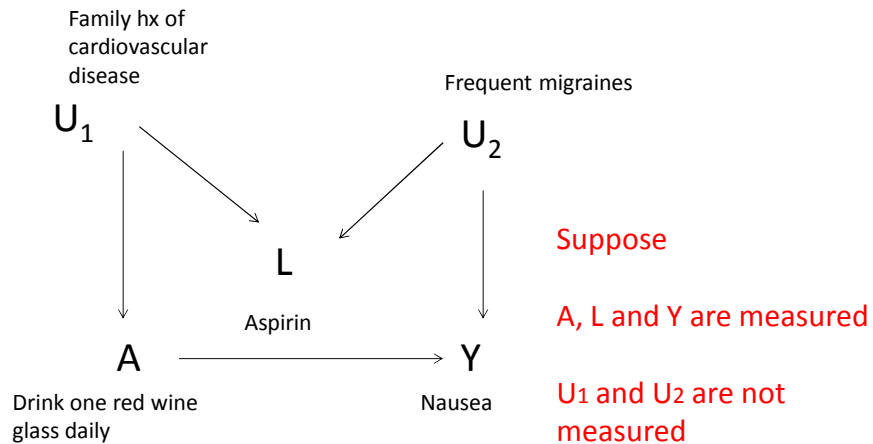 Family hx of
cardiovascular
disease
Frequent migraines
U1
U2
L
Suppose
Aspirin
A, L and Y are measured
A
Y
Drink one red wine
glass daily
Nausea
U1 and U2 are not
measured